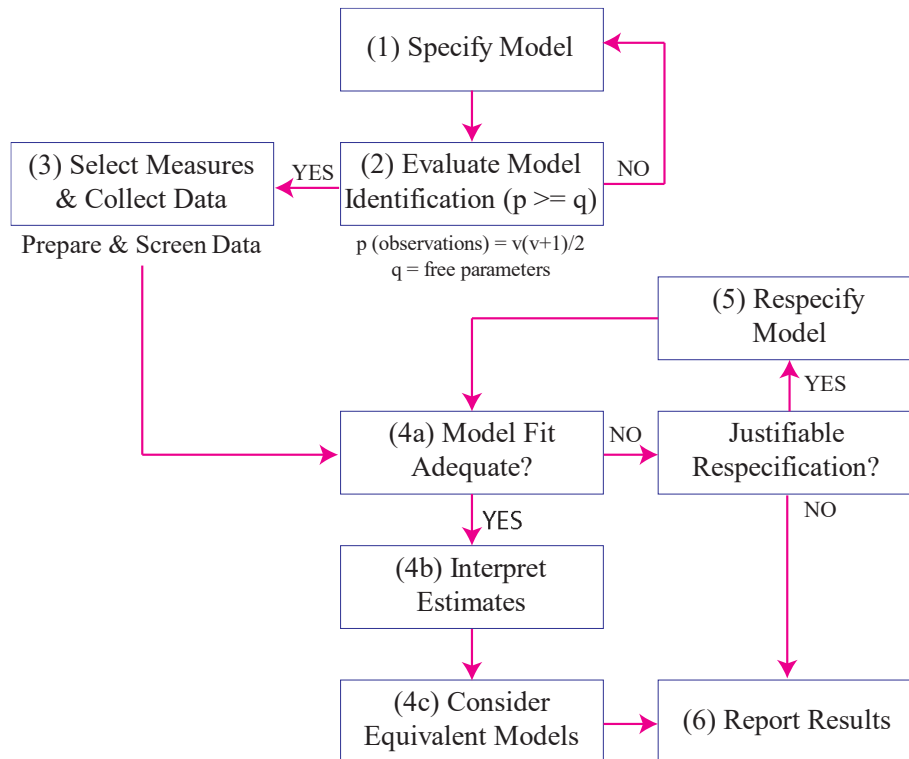 (1) Specify Model
(2) Evaluate Model
Identification (p >= q)
NO
YES
(3) Select Measures
& Collect Data
Prepare & Screen Data
p (observations) = v(v+1)/2
q = free parameters
(5) Respecify
Model
YES
(4a) Model Fit
Adequate?
NO
Justifiable
Respecification?
YES
NO
(4b) Interpret
Estimates
(4c) Consider
Equivalent Models
(6) Report Results